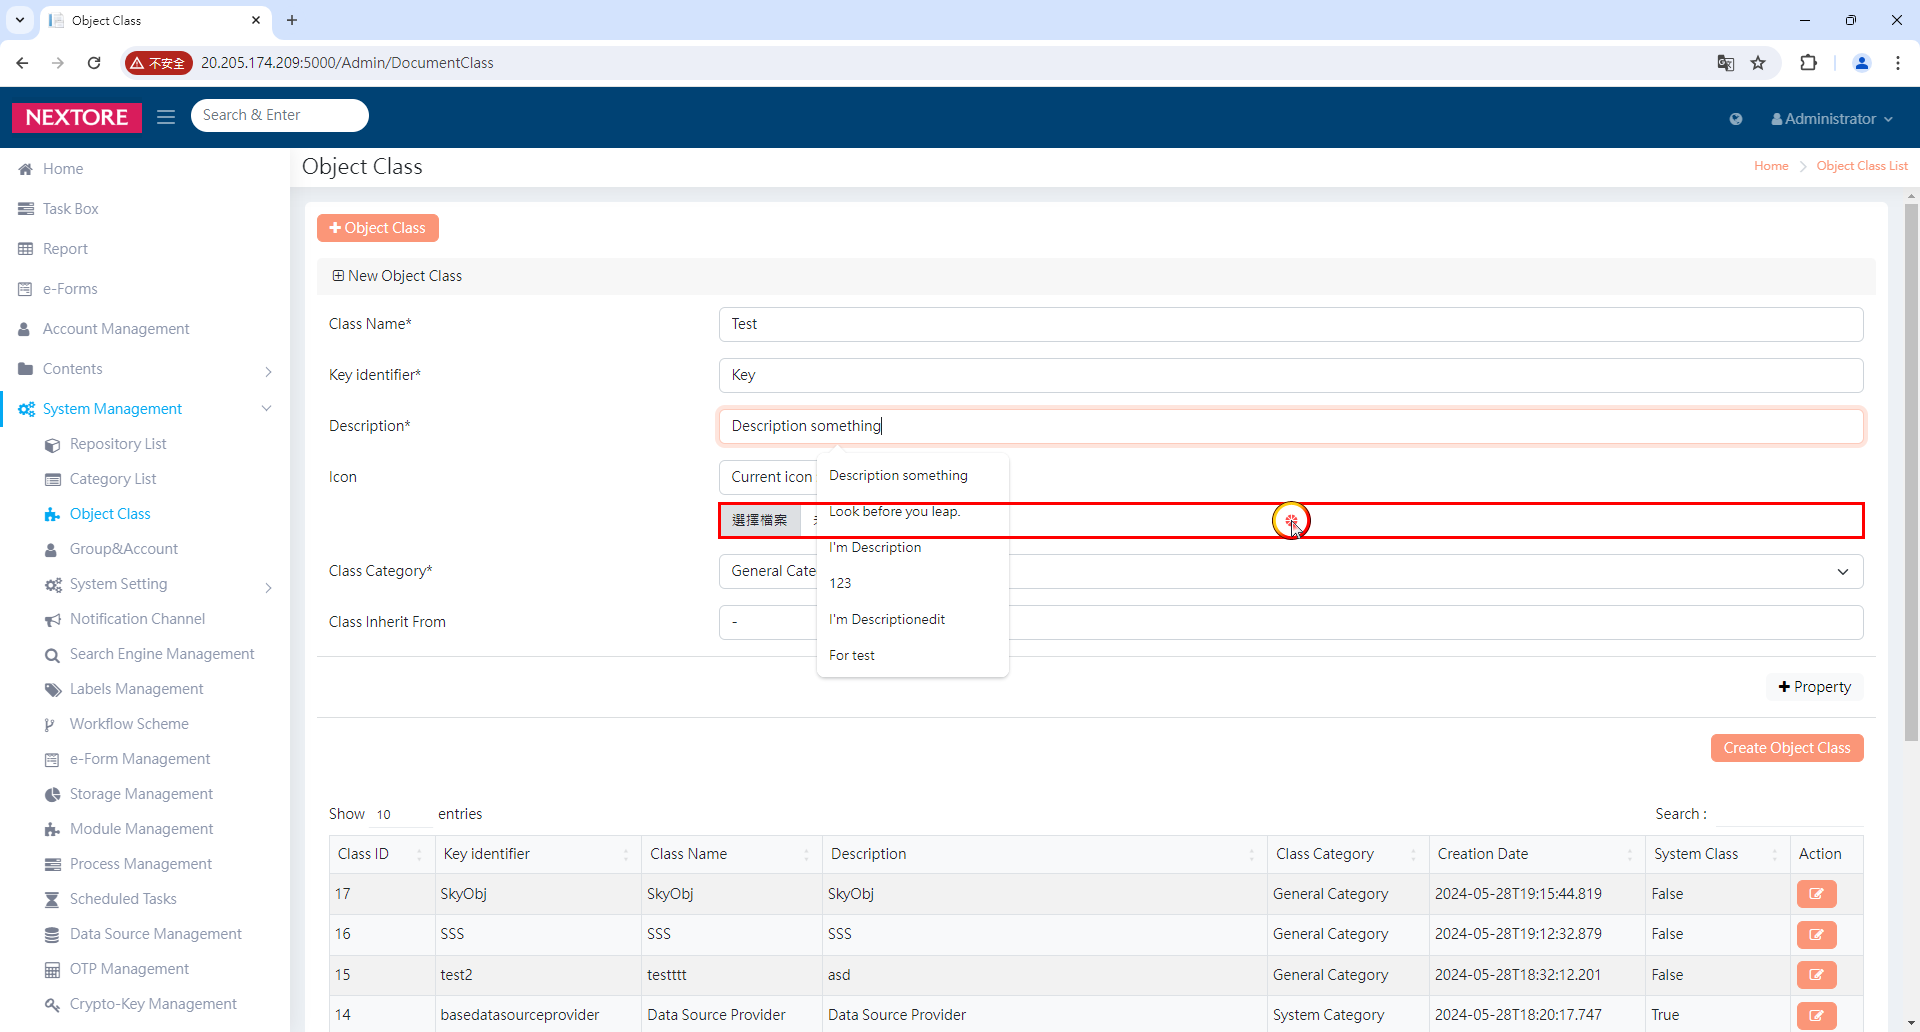 Object Class
不安全 20.205.174.209:5000/Admin/DocumentClass
NEXTORE Search & Enter Administrator
Home
Task Box
Report
e-Forms
Account Management
Contents
System Management
Repository List
Category List
Object Class
Group&Account
System Setting
Notification Channel
Search Engine Management
Labels Management
Workflow Scheme
e-Form Management
Storage Management
Module Management
Process Management
Scheduled Tasks
Data Source Management
OTP Management
Crypto-Key Management
Object Class Home Object Class List
Object Class
New Object Class
Class Name* Test
Key identifier* Key
Description* Description something
Icon Current icon
選擇檔案
Class Category* General Cate
Class Inherit From -
Description something
Look before you leap.
I'm Description
123
I'm Descriptionedit
For test
Property
Create Object Class
Show 10 entries Search :
Class ID Key identifier Class Name Description Class Category Creation Date System Class Action
17 SkyObj SkyObj SkyObj General Category 2024-05-28T19:15:44.819 False
16 SSS SSS SSS General Category 2024-05-28T19:12:32.879 False
15 test2 testttt asd General Category 2024-05-28T18:32:12.201 False
14 basedatasourceprovider Data Source Provider Data Source Provider System Category 2024-05-28T18:20:17.747 True